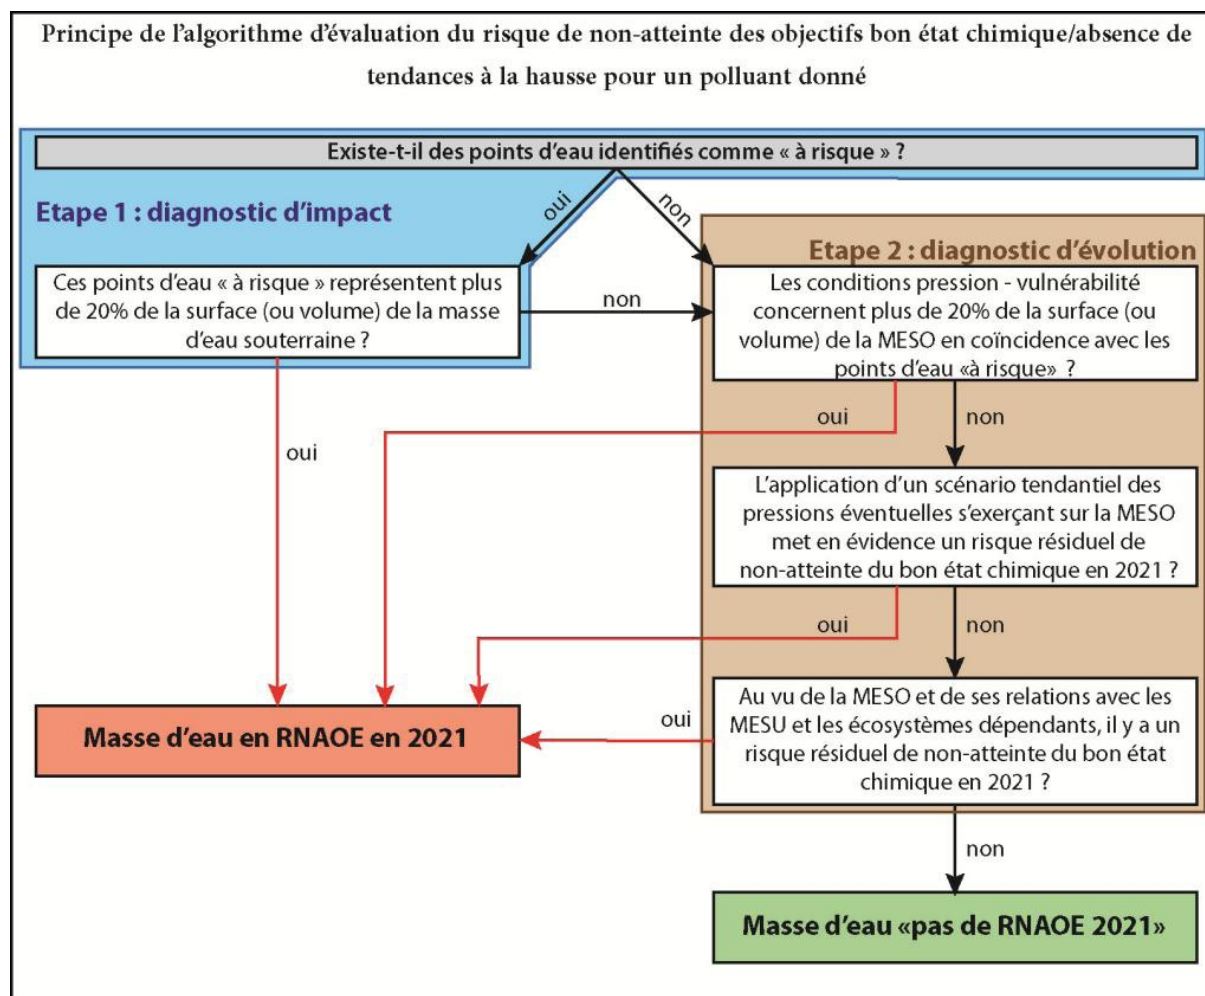 Principe de l'algorithme d'évaluation du risque de non-atteinte des objectifs bon état chimique/absence de
tendances à la hausse pour un polluant donné
Existe-t-il des points d'eau identifiés comme « à risque » ?
oui
non
Etape 1 : diagnostic d'impact
Ces points d'eau « à risque » représentent plus
de 20% de la surface (ou volume) de la masse
d'eau souterraine ?
non
oui
Etape 2 : diagnostic d'évolution
Les conditions pression - vulnérabilité
concernent plus de 20% de la surface (ou
volume) de la MESO en coïncidence avec les
points d'eau «à risque» ?
oui
non
L'application d'un scénario tendantiel des
pressions éventuelles s'exerçant sur la MESO
met en évidence un risque résiduel de
non-atteinte du bon état chimique en 2021 ?
oui
non
Au vu de la MESO et de ses relations avec les
MESU et les écosystèmes dépendants, il y a un
risque résiduel de non-atteinte du bon état
chimique en 2021 ?
oui
non
Masse d'eau en RNAOE en 2021
Masse d'eau «pas de RNAOE 2021»